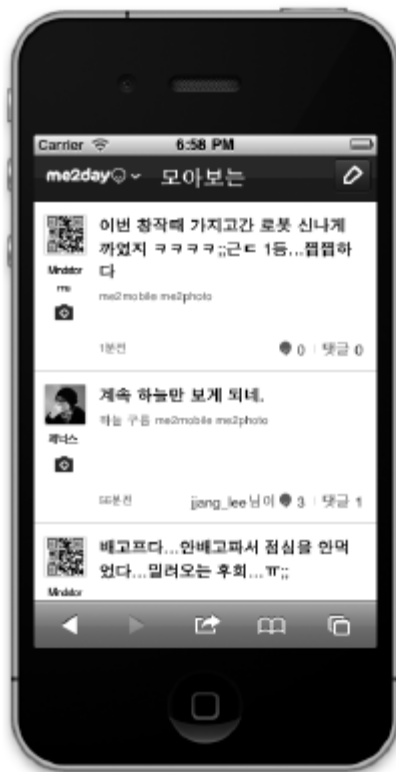 Carrier 6:58 PM
me2day 모아보는
이번 창작때 가지고간 로봇 신나게
까였지 ㅋㅋㅋㅋ;;근ㄷ 1등...쩝쩝하
다
me2mobile me2photo
1분전 0 댓글 0
계속 하늘만 보게 되네.
하늘 구름 me2mobile me2photo
56분전 jjang_lee님이 3 댓글 1
배고프다...안배고파서 점심을 안먹
었다...밀려오는 후회...ㅠ;;